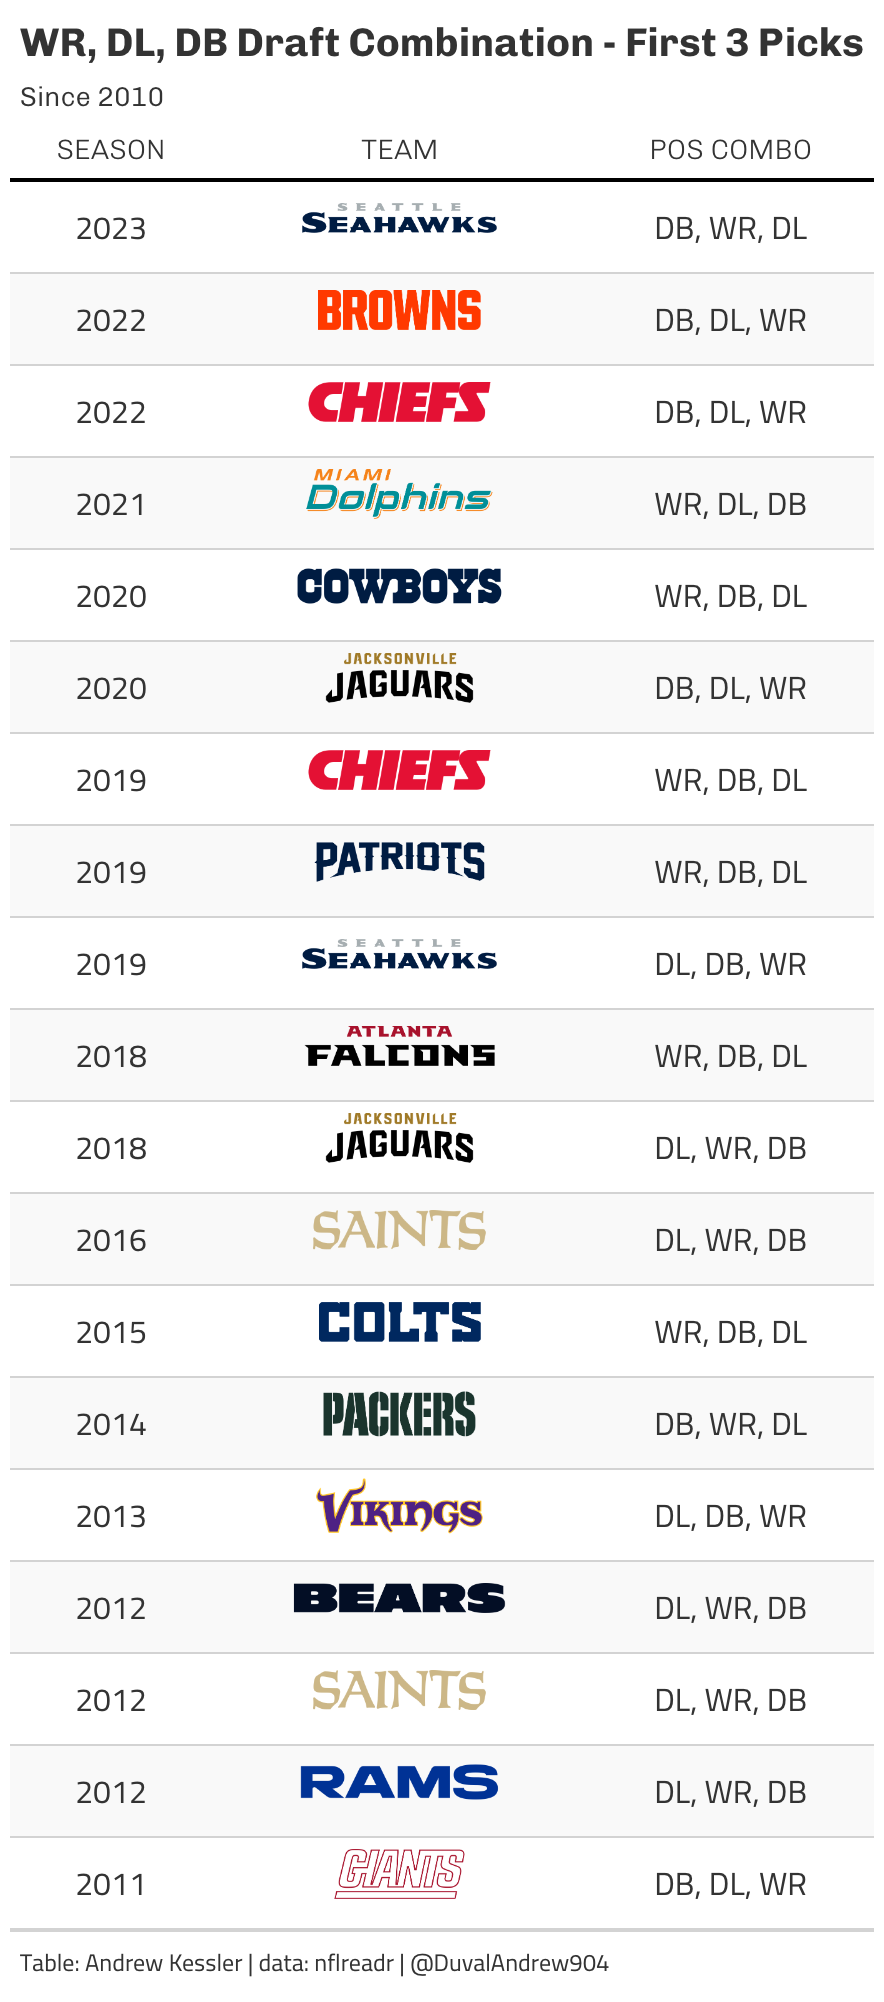 WR, DL, DB Draft Combination - First 3 Picks
Since 2010
SEASON TEAM POS COMBO
2023 SEATTLE SEAHAWKS DB, WR, DL
2022 BROWNS DB, DL, WR
2022 CHIEFS DB, DL, WR
2021 MIAMI Dolphins WR, DL, DB
2020 COWBOYS WR, DB, DL
2020 JACKSONVILLE JAGUARS DB, DL, WR
2019 CHIEFS WR, DB, DL
2019 PATRIOTS WR, DB, DL
2019 SEATTLE SEAHAWKS DL, DB, WR
2018 ATLANTA FALCONS WR, DB, DL
2018 JACKSONVILLE JAGUARS DL, WR, DB
2016 SAINTS DL, WR, DB
2015 COLTS WR, DB, DL
2014 PACKERS DB, WR, DL
2013 VIKINGS DL, DB, WR
2012 BEARS DL, WR, DB
2012 SAINTS DL, WR, DB
2012 RAMS DL, WR, DB
2011 GIANTS DB, DL, WR
Table: Andrew Kessler | data: nflreadr | @DuvalAndrew904